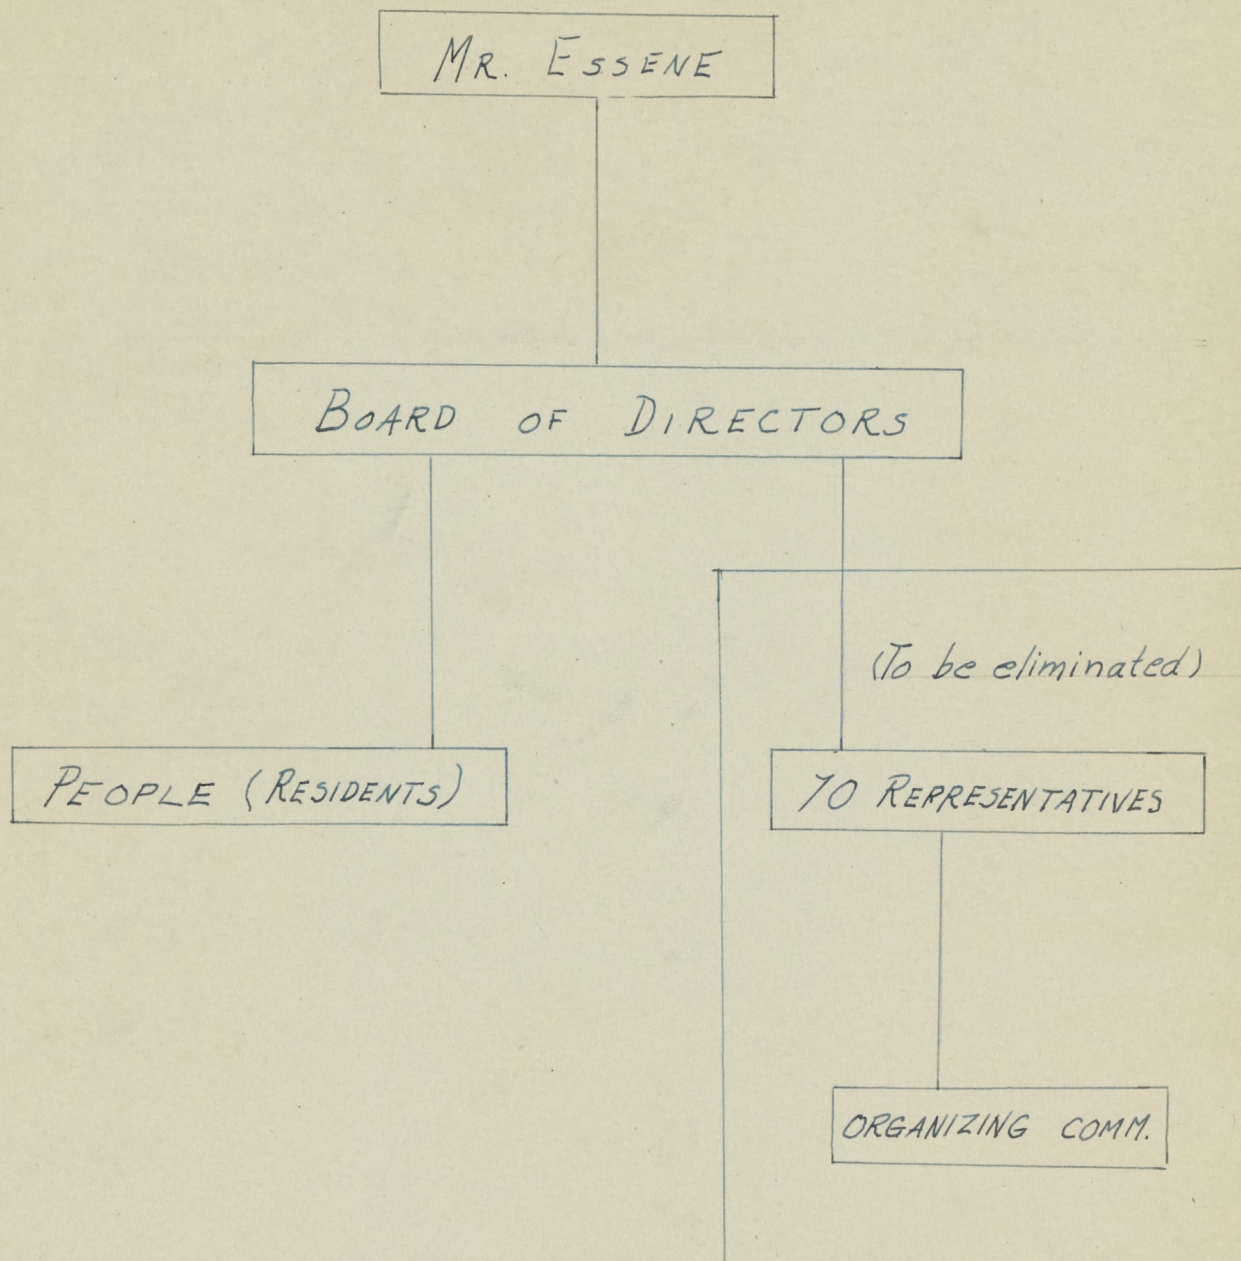 MR. ESSENE
BOARD OF DIRECTORS
(To be eliminated)
PEOPLE (RESIDENTS)
70 REPRESENTATIVES
ORGANIZING COMM.